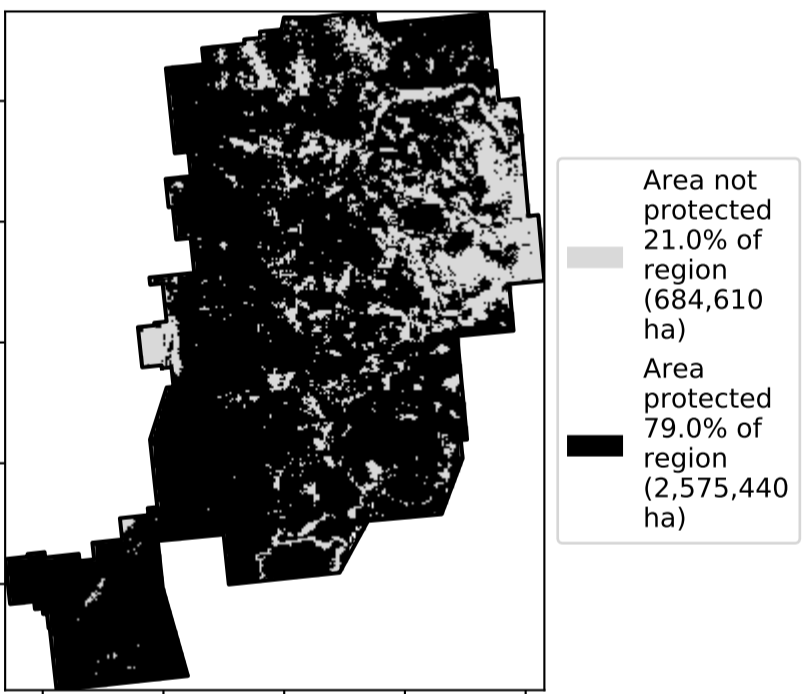 Area not
protected
21.0% of
region
(684,610
ha)
Area
protected
79.0% of
region
(2,575,440
ha)